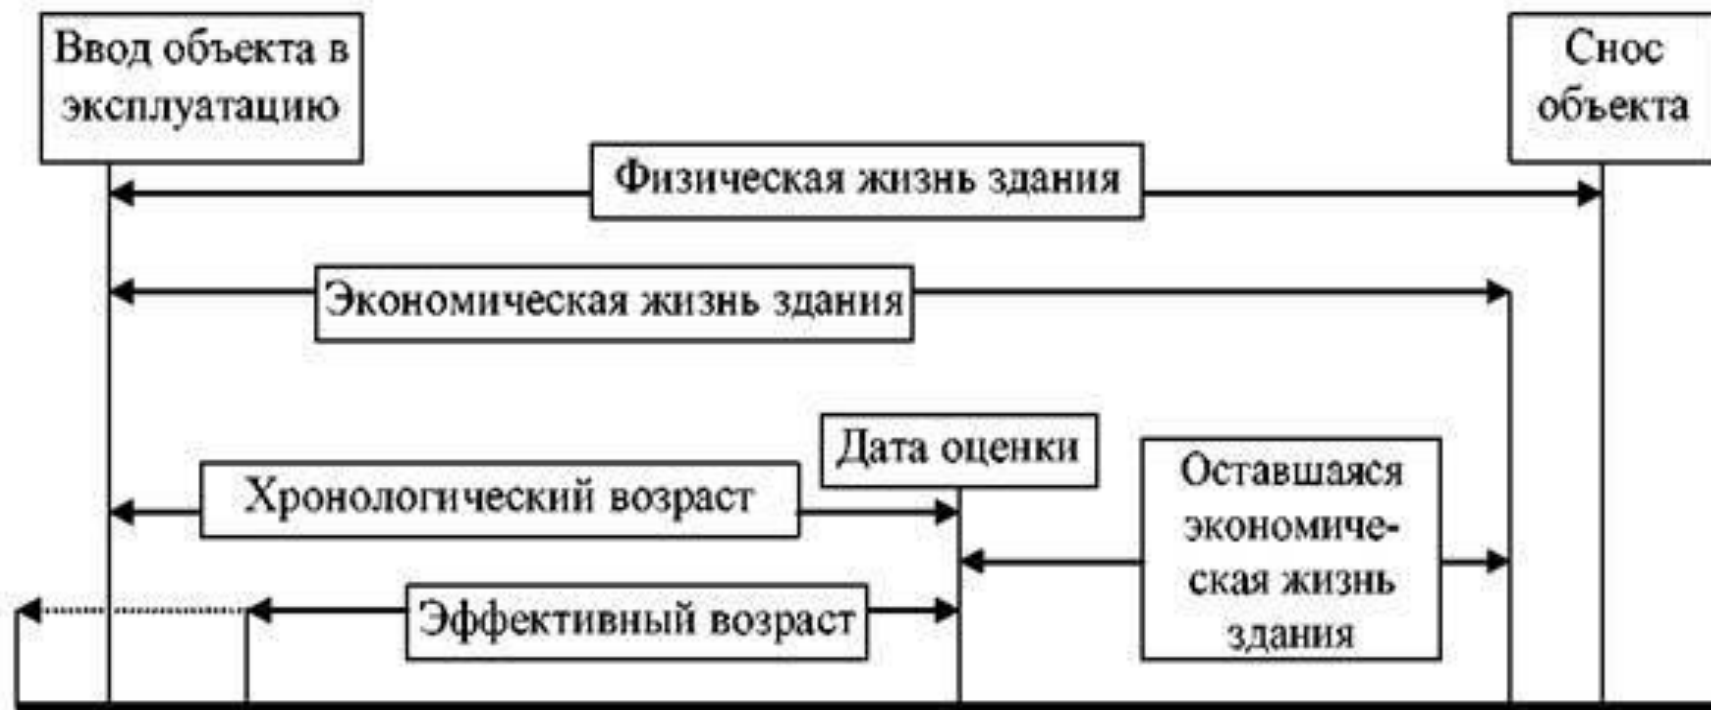 Ввод объекта в
эксплуатацию
Снос
объекта
Физическая жизнь здания
Экономическая жизнь здания
Дата оценки
Хронологический возраст
Оставшаяся
экономиче-
ская жизнь
здания
Эффективный возраст